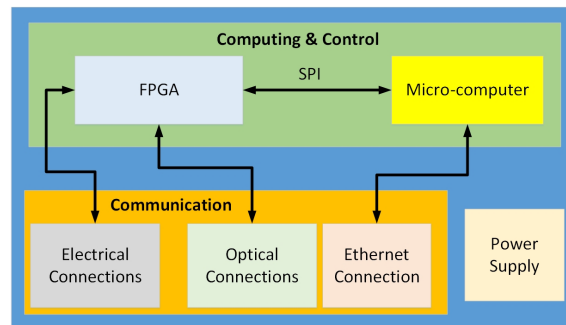 Computing & Control
FPGA
SPI
Micro-computer
Communication
Electrical
Connections
Optical
Connections
Ethernet
Connection
Power
Supply